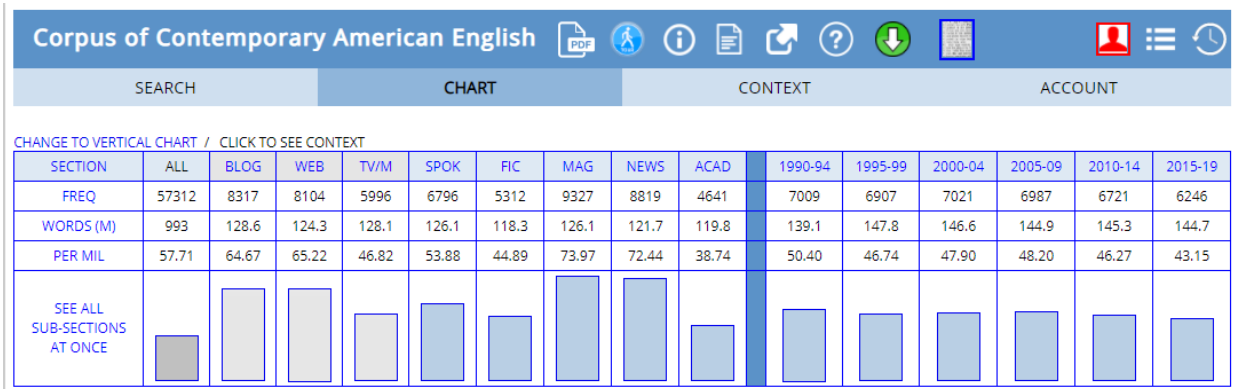 Corpus of Contemporary American English PDF
SEARCH CHART CONTEXT ACCOUNT
CHANGE TO VERTICAL CHART / CLICK TO SEE CONTEXT
SECTION ALL BLOG WEB TV/M SPOK FIC MAG NEWS ACAD 1990-94 1995-99 2000-04 2005-09 2010-14 2015-19
FREQ 57312 8317 8104 5996 6796 5312 9327 8819 4641 7009 6907 7021 6987 6721 6246
WORDS (M) 993 128.6 124.3 128.1 126.1 118.3 126.1 121.7 119.8 139.1 147.8 146.6 144.9 145.3 144.7
PER MIL 57.71 64.67 65.22 46.82 53.88 44.89 73.97 72.44 38.74 50.40 46.74 47.90 48.20 46.27 43.15
SEE ALL
SUB-SECTIONS
AT ONCE